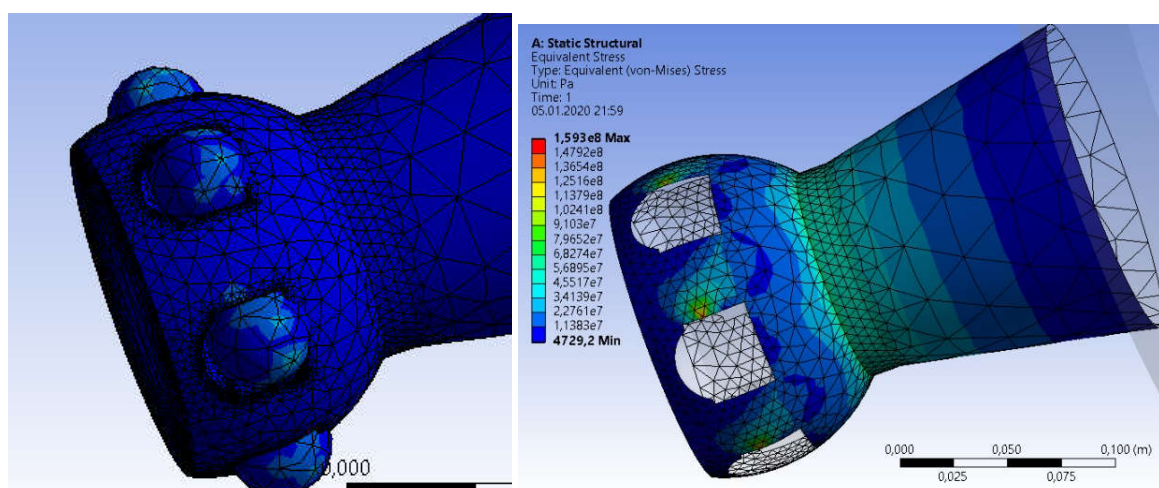 0,000
A: Static Structural
Equivalent Stress
Type: Equivalent (von-Mises) Stress
Unit: Pa
Time: 1
05.01.2020 21:59
1,593e8 Max
1,4792e8
1,3654e8
1,2516e8
1,1379e8
1,0241e8
9,103e7
7,9652e7
6,8274e7
5,6895e7
4,5517e7
3,4139e7
2,2761e7
1,1383e7
4729,2 Min
0,000 0,050 0,100 (m)
0,025 0,075